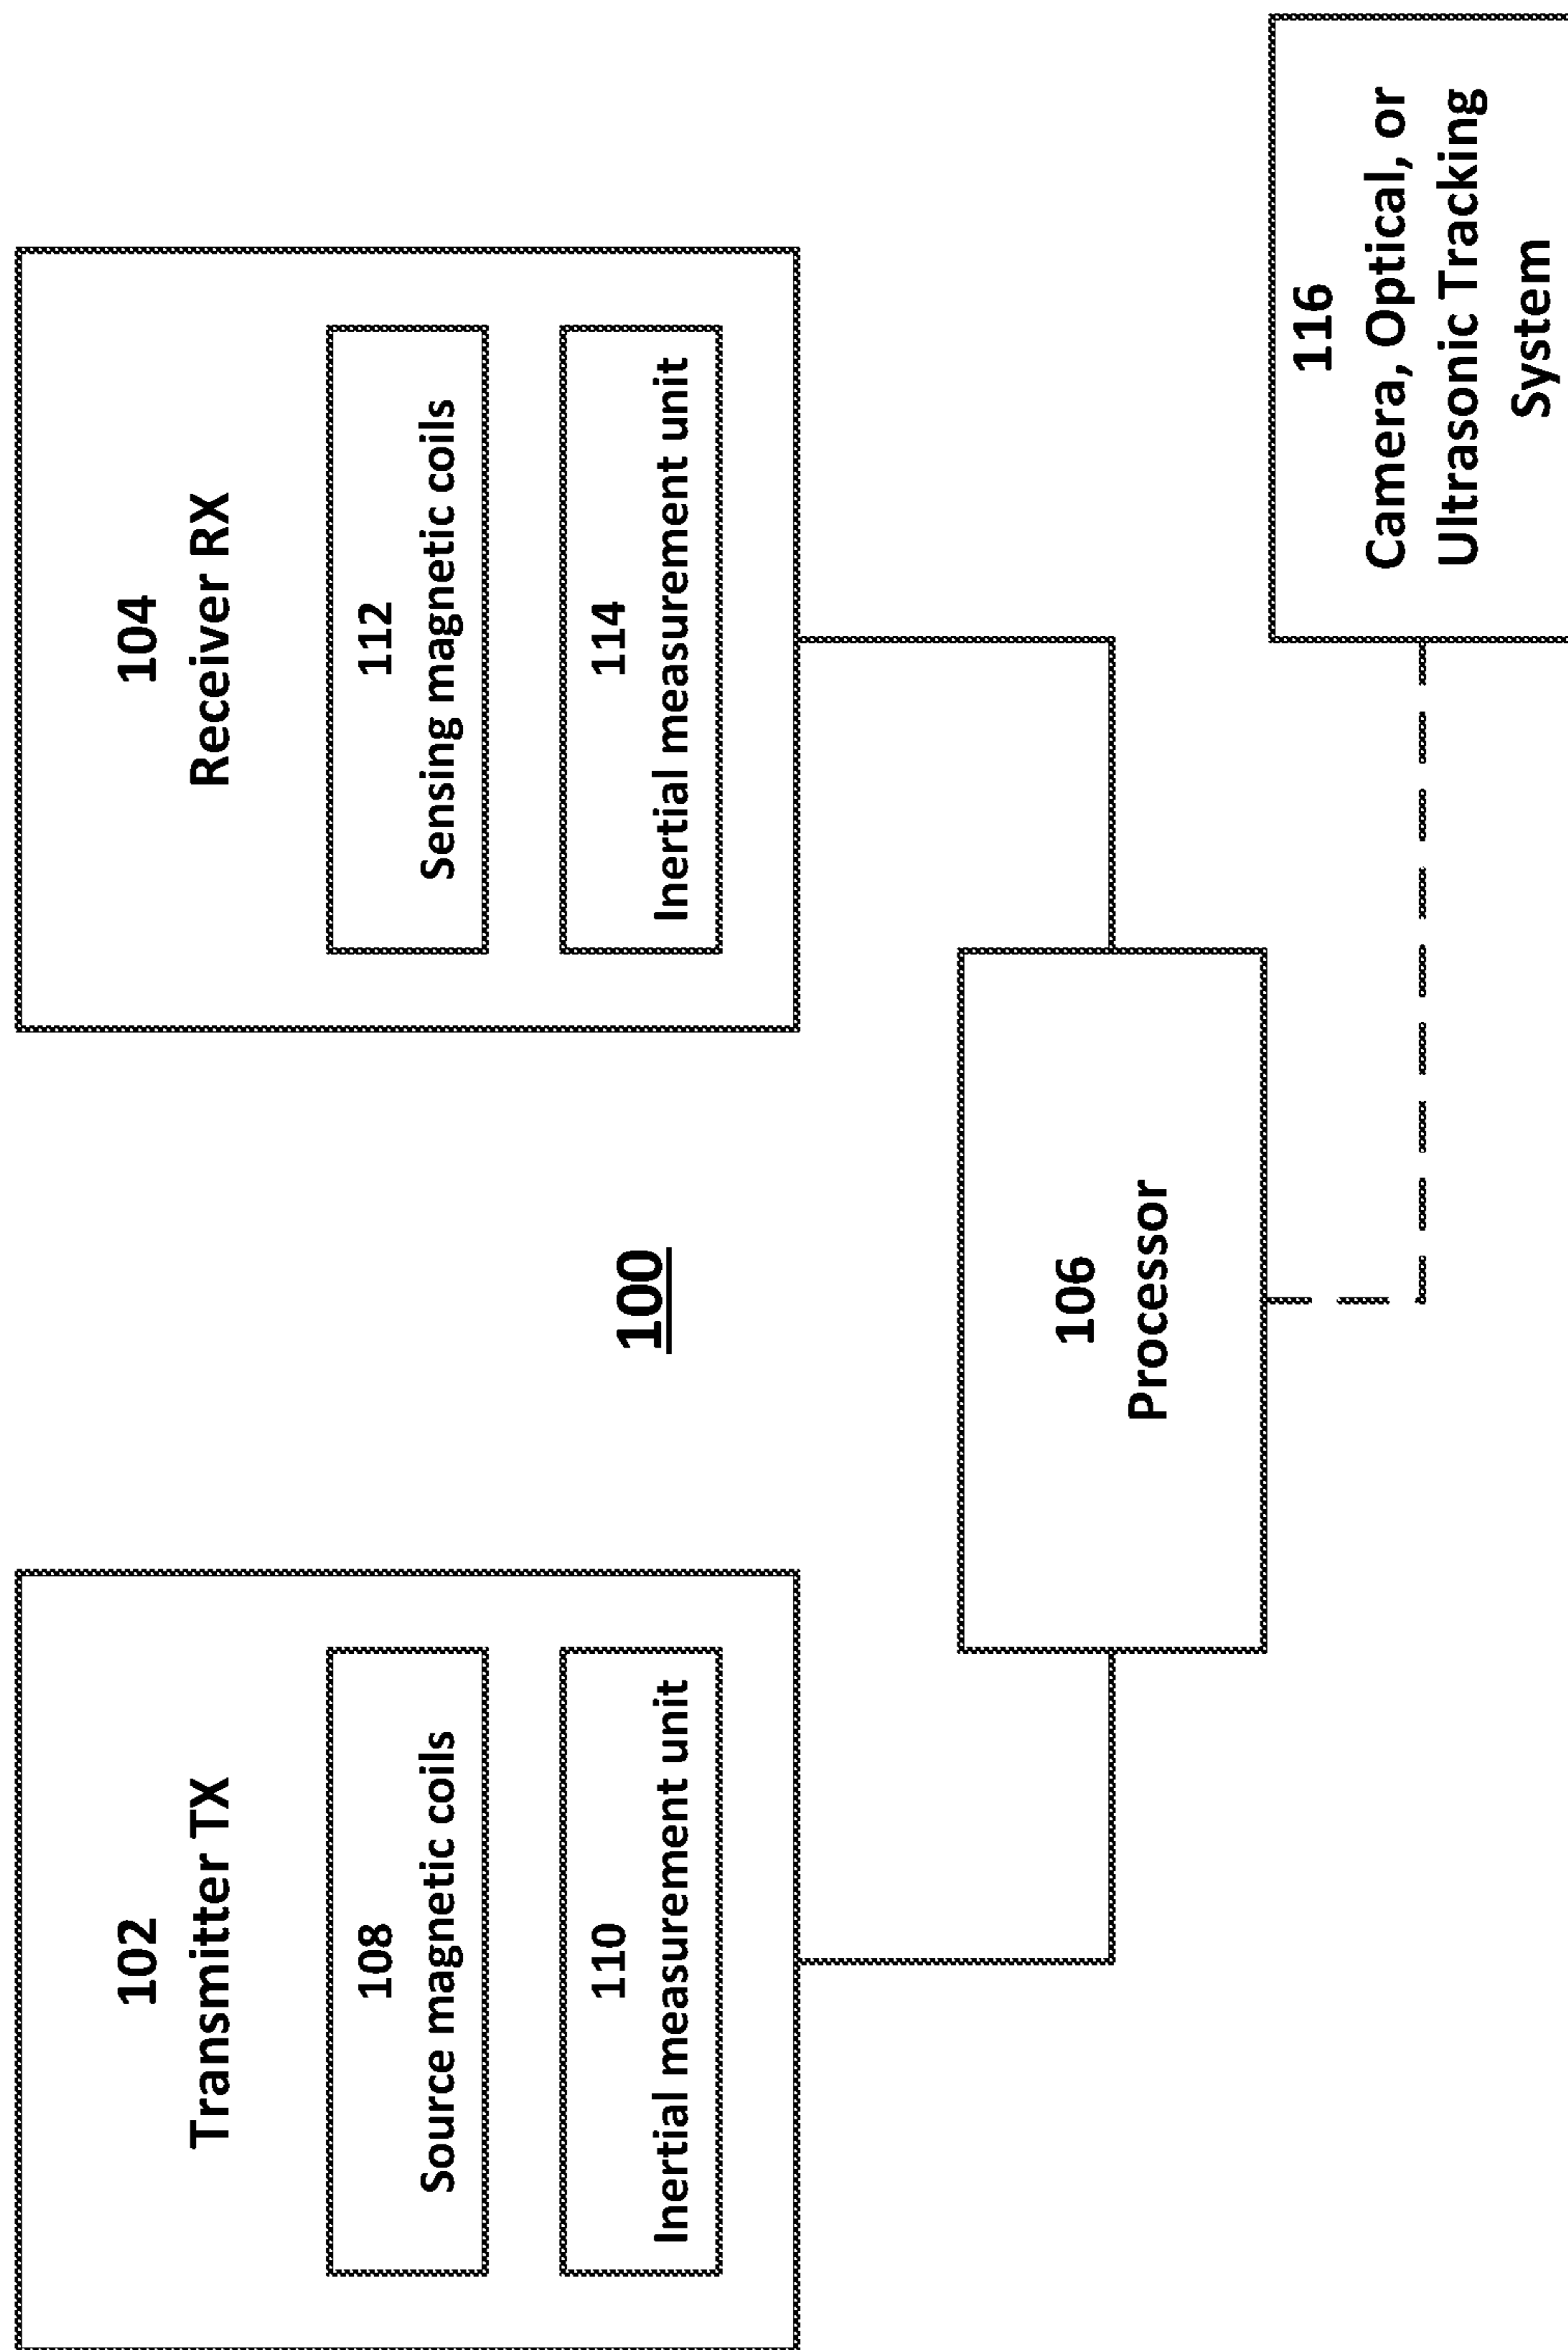 102
Transmitter TX
108
Source magnetic coils
110
Inertial measurement unit
104
Receiver RX
112
Sensing magnetic coils
114
Inertial measurement unit
100
106
Processor
116
Camera, Optical, or
Ultrasonic Tracking
System